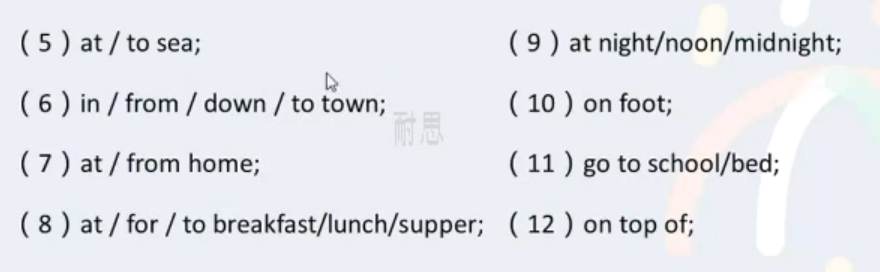 ( 5 ) at / to sea;
( 6 ) in / from / down / to town;
( 7 ) at / from home;
( 8 ) at / for / to breakfast/lunch/supper;
( 9 ) at night/noon/midnight;
( 10 ) on foot;
( 11 ) go to school/bed;
( 12 ) on top of;
耐思